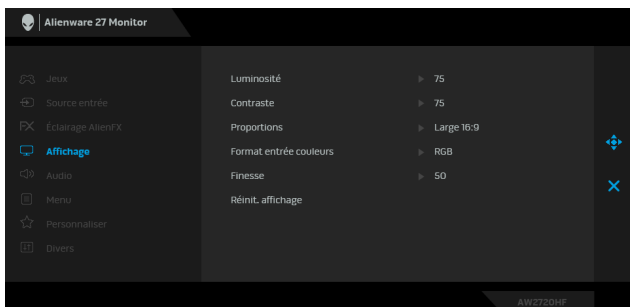 Alienware 27 Monitor
Jeux
Source entrée
Éclairage AlienFX
Affichage
Audio
Menu
Personnaliser
Divers
Luminosité 75
Contraste 75
Proportions Large 16:9
Format entrée couleurs RGB
Finesse 50
Réinit. affichage
AW2720HF